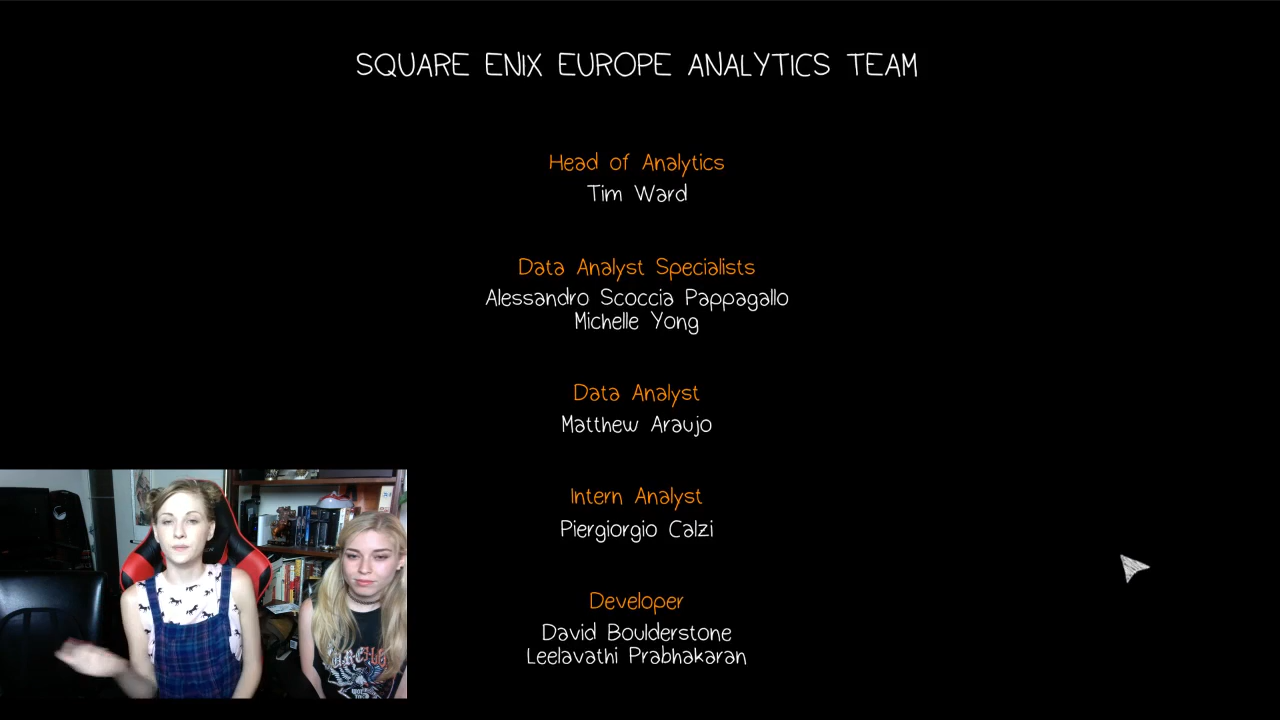 SQUARE ENIX EUROPE ANALYTICS TEAM
Head of Analytics
Tim Ward
Data Analyst Specialists
Alessandro Scoccia Pappagallo
Michelle Yong
Data Analyst
Matthew Araujo
Intern Analyst
Piergiorgio Calzi
Developer
David Boulderstone
Leelavathi Prabhakaran